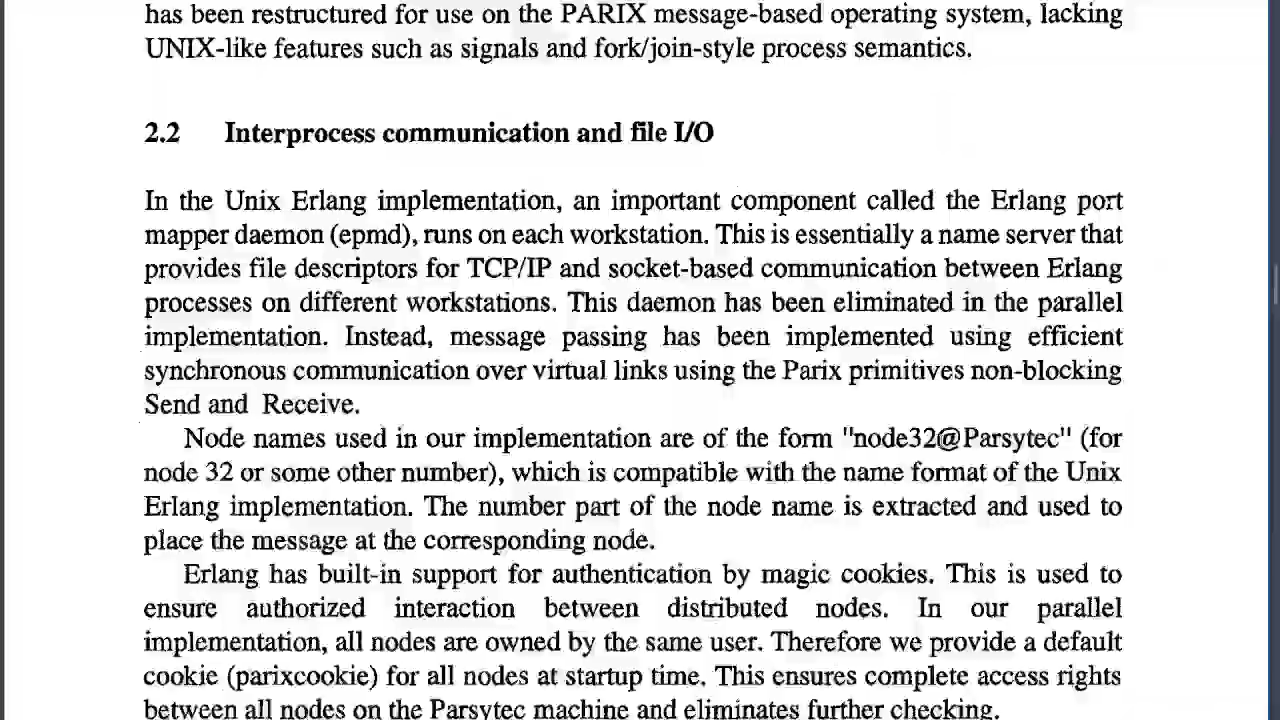 has been restructured for use on the PARIX message-based operating system, lacking
UNIX-like features such as signals and fork/join-style process semantics.
2.2 Interprocess communication and file I/O
In the Unix Erlang implementation, an important component called the Erlang port
mapper daemon (epmd), runs on each workstation. This is essentially a name server that
provides file descriptors for TCP/IP and socket-based communication between Erlang
processes on different workstations. This daemon has been eliminated in the parallel
implementation. Instead, message passing has been implemented using efficient
synchronous communication over virtual links using the Parix primitives non-blocking
Send and Receive.
Node names used in our implementation are of the form "node32@Parsytec" (for
node 32 or some other number), which is compatible with the name format of the Unix
Erlang implementation. The number part of the node name is extracted and used to
place the message at the corresponding node.
Erlang has built-in support for authentication by magic cookies. This is used to
ensure authorized interaction between distributed nodes. In our parallel
implementation, all nodes are owned by the same user. Therefore we provide a default
cookie (parixcookie) for all nodes at startup time. This ensures complete access rights
between all nodes on the Parsytec machine and eliminates further checking.